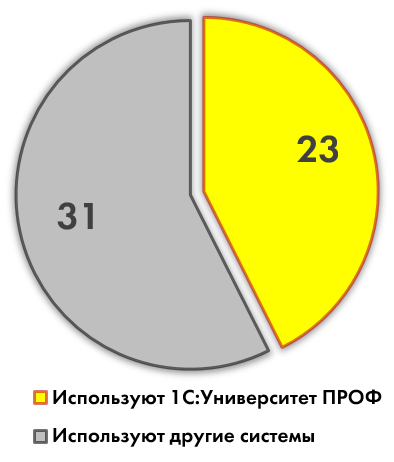 23
31
Используют 1С:Университет ПРОФ
Используют другие системы